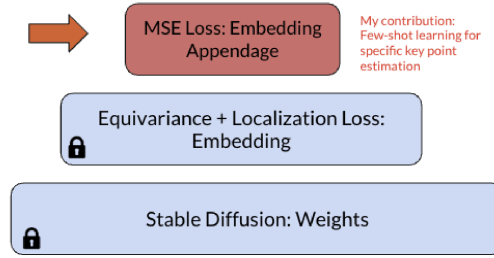 MSE Loss: Embedding
Appendage
My contribution:
Few-shot learning for
specific key point
estimation
Equivariance + Localization Loss:
Embedding
Stable Diffusion: Weights